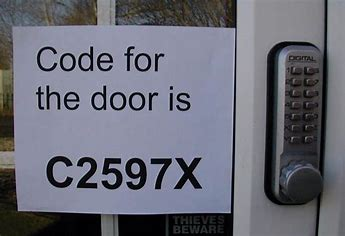 Code for
the door is
C2597X
DIGITAL
THIEVES
BEWARE